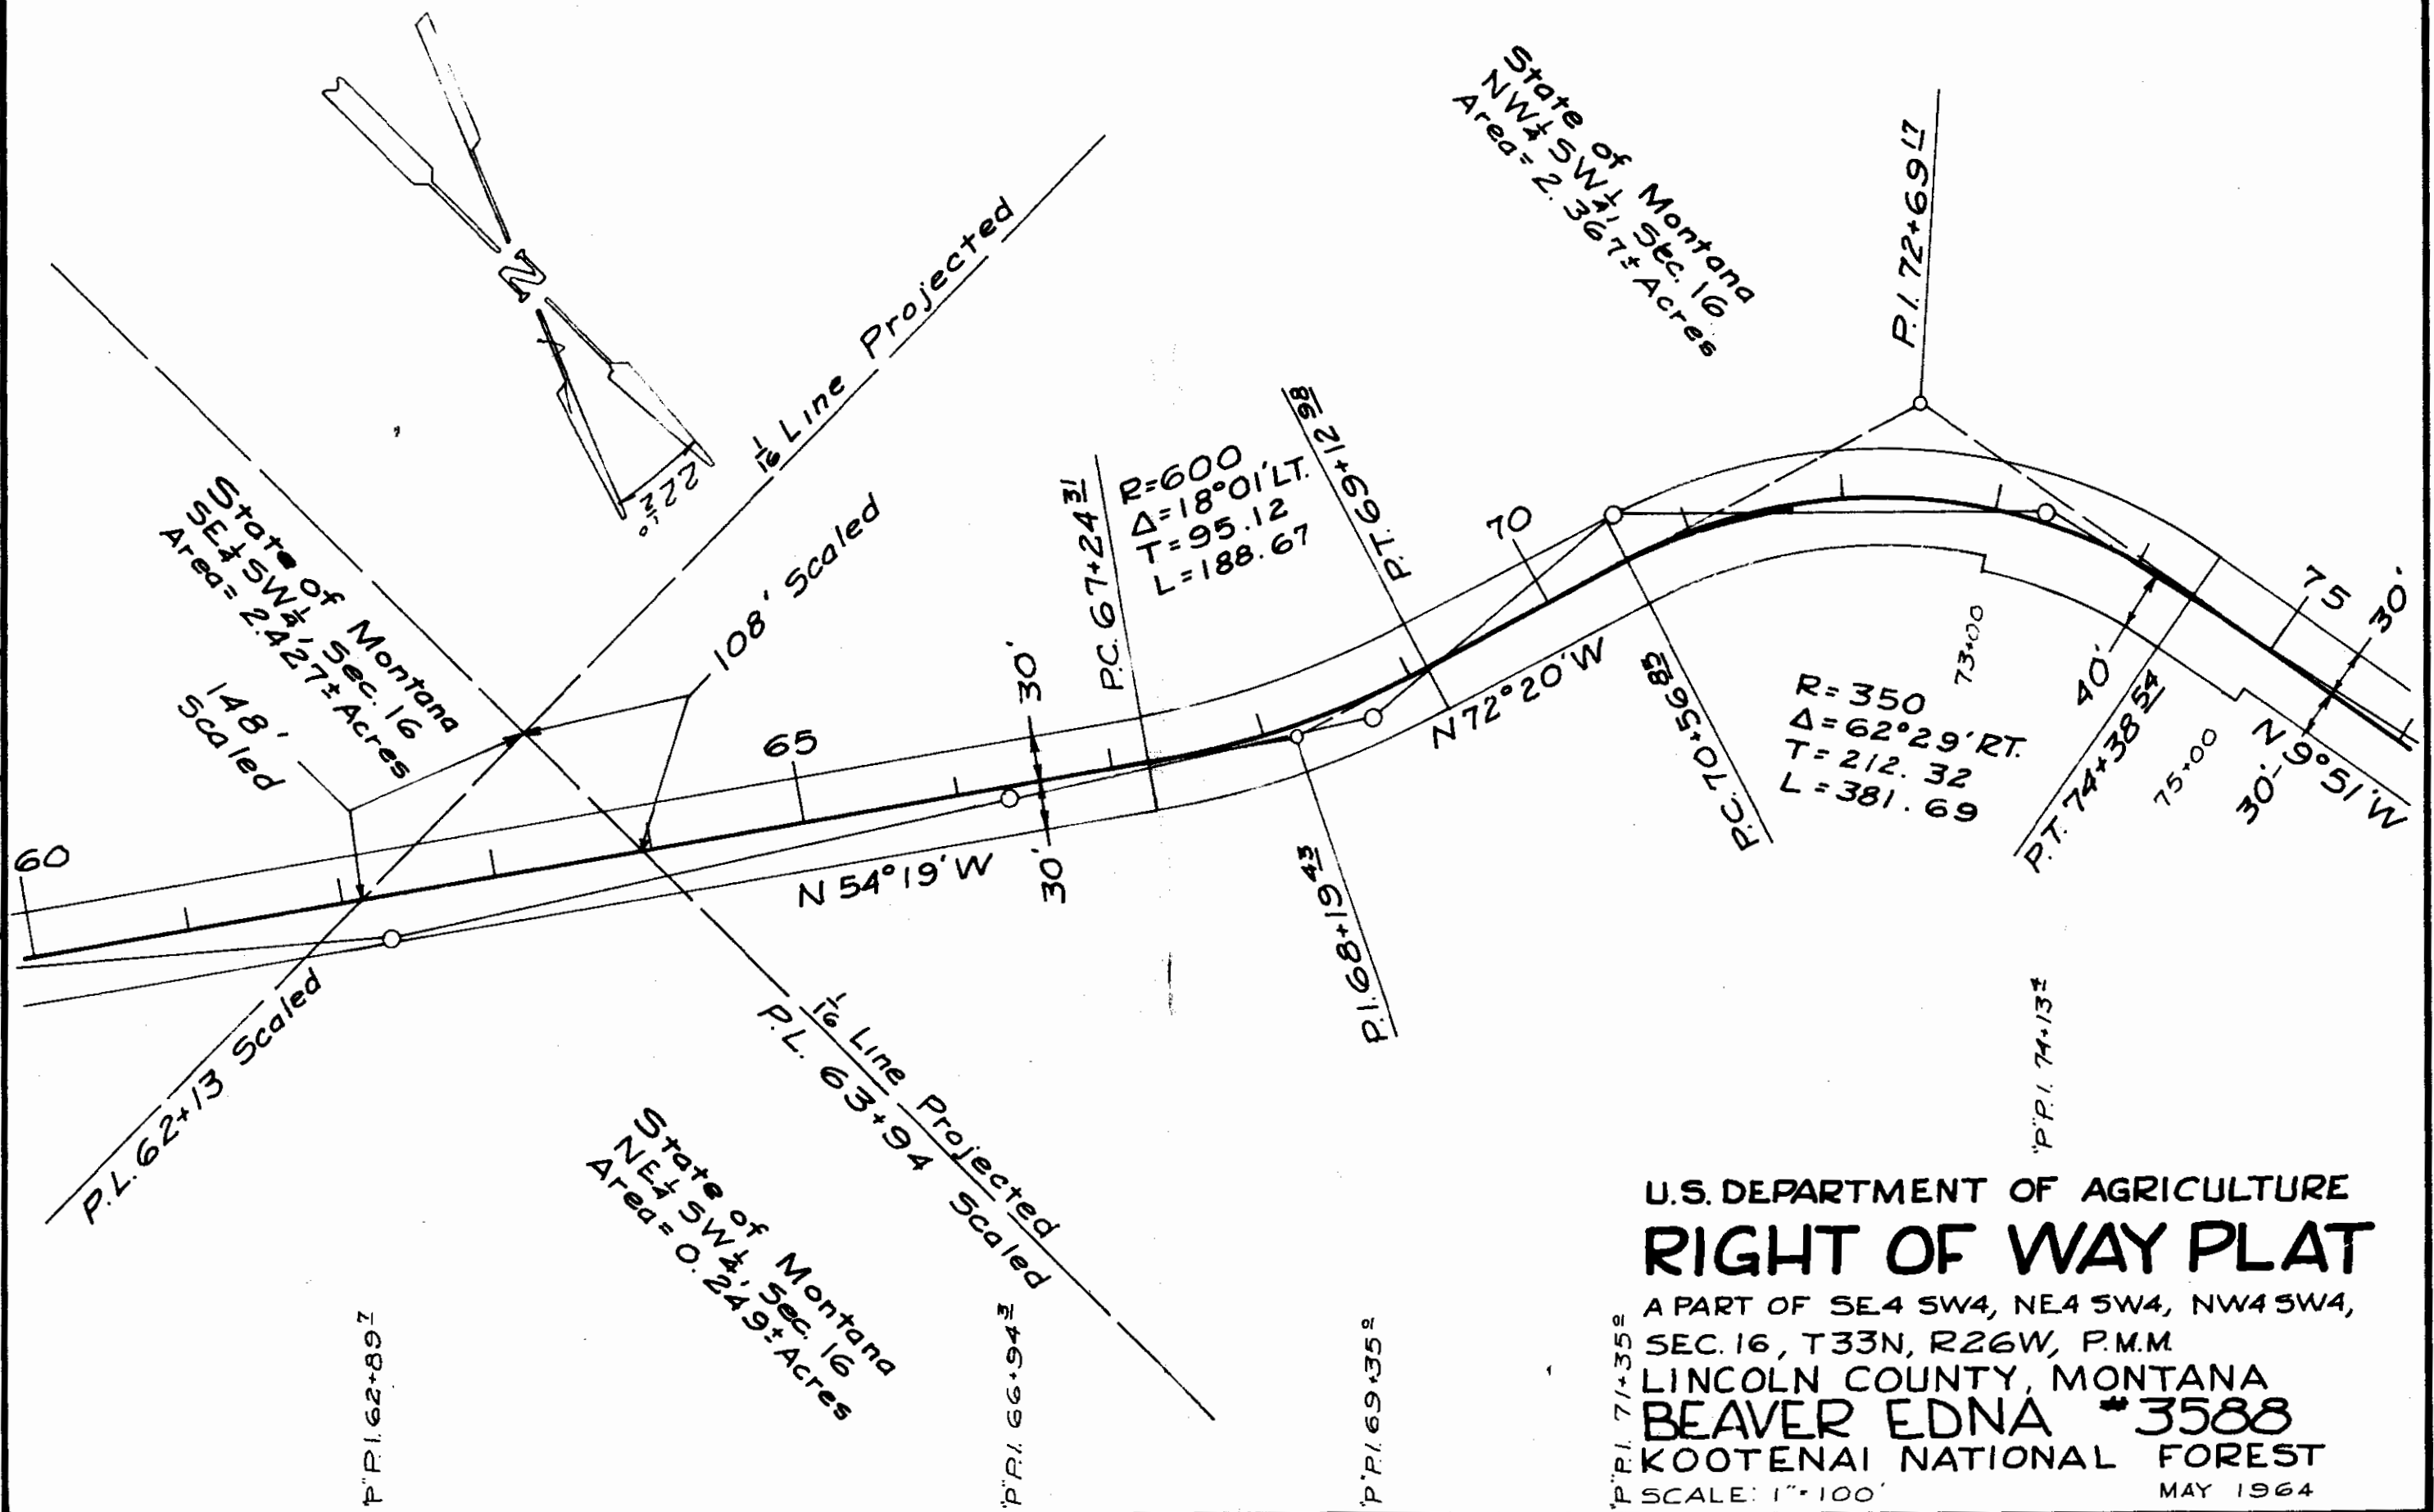 N
22½°
State of Montana
SE¼ SW¼, Sec. 16
Area= 2.427± Acres
148'
Scaled
1/16 Line Projected
108' Scaled
State of Montana
NW¼ SW¼, Sec. 16
Area= 2.367± Acres
P.I. 72+69 17
P.C. 67+24 31
R=600
Δ=18°01'LT.
T=95.12
L=188.67
P.T. 69+12 98
60
65
70
75
30'
30'
N 54°19'W
N 72°20'W
P.I. 68+19 43
P.C. 70+56 85
R=350
Δ=62°29'RT.
T=212.32
L=381.69
73+00
40'
P.T. 74+38 54
75+00
30'
30'
N 9°51'W
P.L. 62+13 Scaled
1/16 Line Projected
P.L. 63+94 Scaled
State of Montana
NE¼ SW¼, Sec. 16
Area= 0.249± Acres
"P" P.I. 62+89 7
"P" P.I. 66+94 3
"P" P.I. 69+35 2
"P" P.I. 71+35 2
"P" P.I. 74+13 7
U.S. DEPARTMENT OF AGRICULTURE
RIGHT OF WAY PLAT
A PART OF SE4 SW4, NE4 SW4, NW4 SW4,
SEC. 16, T33N, R26W, P.M.M.
LINCOLN COUNTY, MONTANA
BEAVER EDNA #3588
KOOTENAI NATIONAL FOREST
SCALE: 1"=100'
MAY 1964